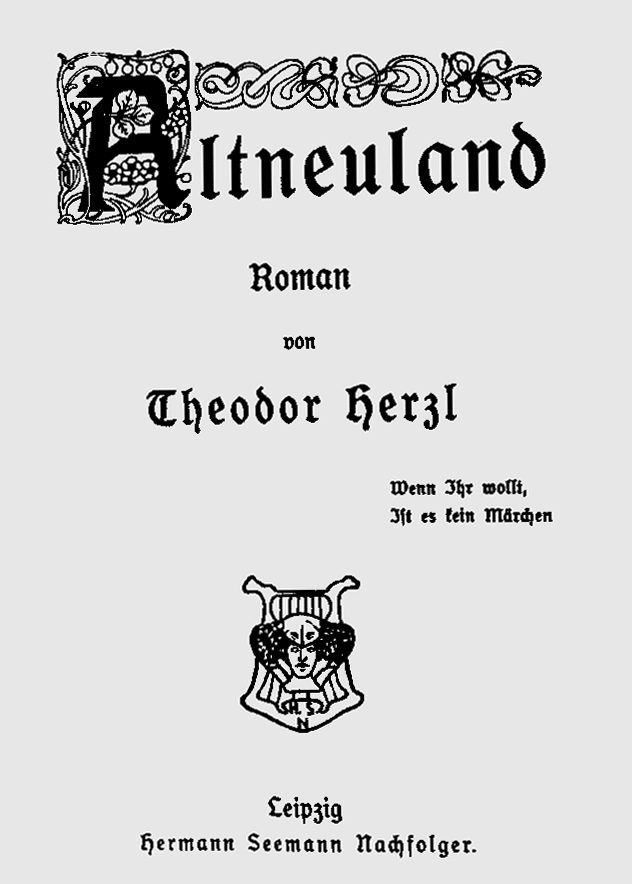 Altneuland
Roman
von
Theodor Herzl
Wenn Ihr wollt,
Ist es kein Märchen
H. S.
N
Leipzig
Hermann Seemann Nachfolger.